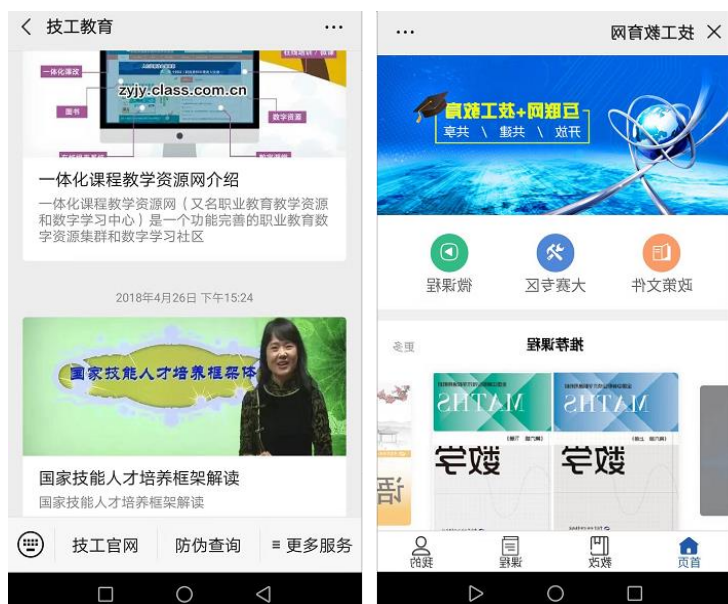 技工教育
一体化课改
zyjy.class.com.cn
图书
数字资源
一体化课程教学资源网介绍
一体化课程教学资源网（又名职业教育教学资源
和数字学习中心）是一个功能完善的职业教育数
字资源集群和数字学习社区
2018年4月26日 下午15:24
国家技能人才培养框架体
国家技能人才培养框架解读
国家技能人才培养框架解读
技工官网 防伪查询 更多服务
技工教育网
互联网+技工教育
开放 / 共建 / 共享
政策文件 大赛专区 微课程
推荐课程 更多
MATHS MATHS
数学 数学
语
首页 教改 课程 我的